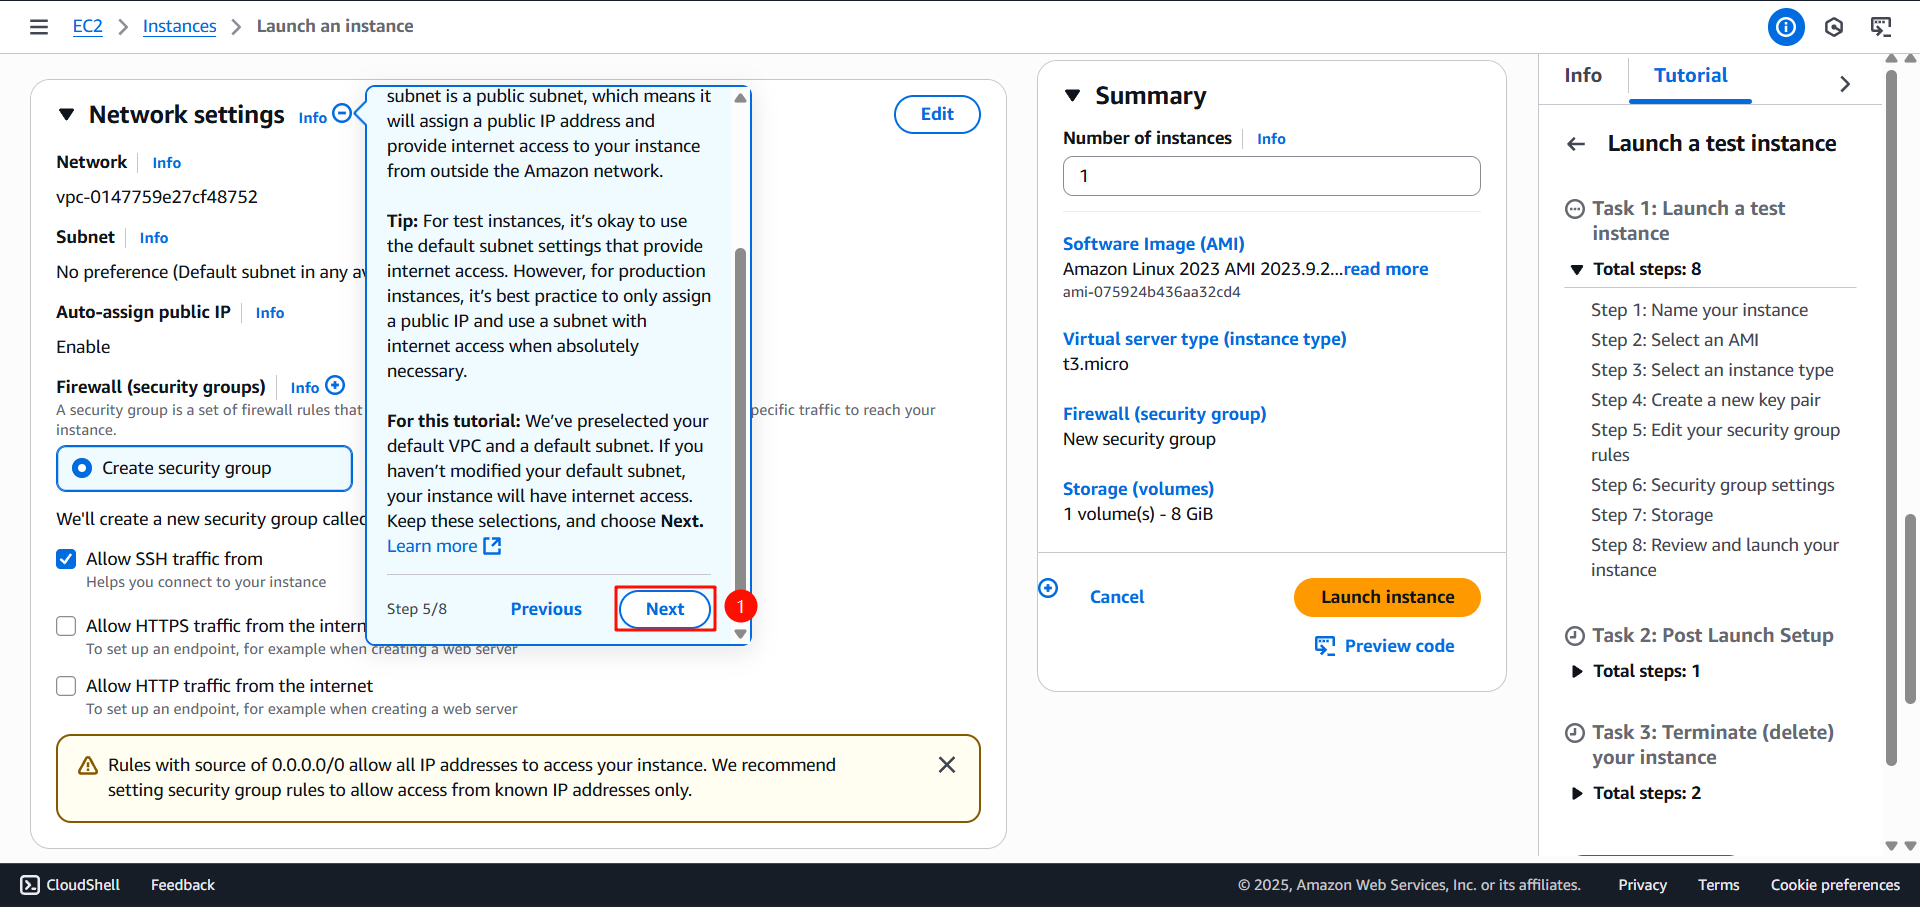 EC2 > Instances > Launch an instance
Network settings Info
Edit
Network Info
vpc-0147759e27cf48752
Subnet Info
No preference (Default subnet in any av
Auto-assign public IP Info
Enable
Firewall (security groups) Info
A security group is a set of firewall rules that
pecific traffic to reach your
instance.
Create security group
We'll create a new security group called
Allow SSH traffic from
Helps you connect to your instance
Allow HTTPS traffic from the intern
To set up an endpoint, for example when creating a web server
Allow HTTP traffic from the internet
To set up an endpoint, for example when creating a web server
Rules with source of 0.0.0.0/0 allow all IP addresses to access your instance. We recommend
setting security group rules to allow access from known IP addresses only.
subnet is a public subnet, which means it
will assign a public IP address and
provide internet access to your instance
from outside the Amazon network.
Tip: For test instances, it's okay to use
the default subnet settings that provide
internet access. However, for production
instances, it's best practice to only assign
a public IP and use a subnet with
internet access when absolutely
necessary.
For this tutorial: We've preselected your
default VPC and a default subnet. If you
haven't modified your default subnet,
your instance will have internet access.
Keep these selections, and choose Next.
Learn more
Step 5/8
Previous
Next
1
Summary
Number of instances Info
1
Software Image (AMI)
Amazon Linux 2023 AMI 2023.9.2...read more
ami-075924b436aa32cd4
Virtual server type (instance type)
t3.micro
Firewall (security group)
New security group
Storage (volumes)
1 volume(s) - 8 GiB
Cancel
Launch instance
Preview code
Info
Tutorial
Launch a test instance
Task 1: Launch a test
instance
Total steps: 8
Step 1: Name your instance
Step 2: Select an AMI
Step 3: Select an instance type
Step 4: Create a new key pair
Step 5: Edit your security group
rules
Step 6: Security group settings
Step 7: Storage
Step 8: Review and launch your
instance
Task 2: Post Launch Setup
Total steps: 1
Task 3: Terminate (delete)
your instance
Total steps: 2
CloudShell
Feedback
© 2025, Amazon Web Services, Inc. or its affiliates.
Privacy
Terms
Cookie preferences